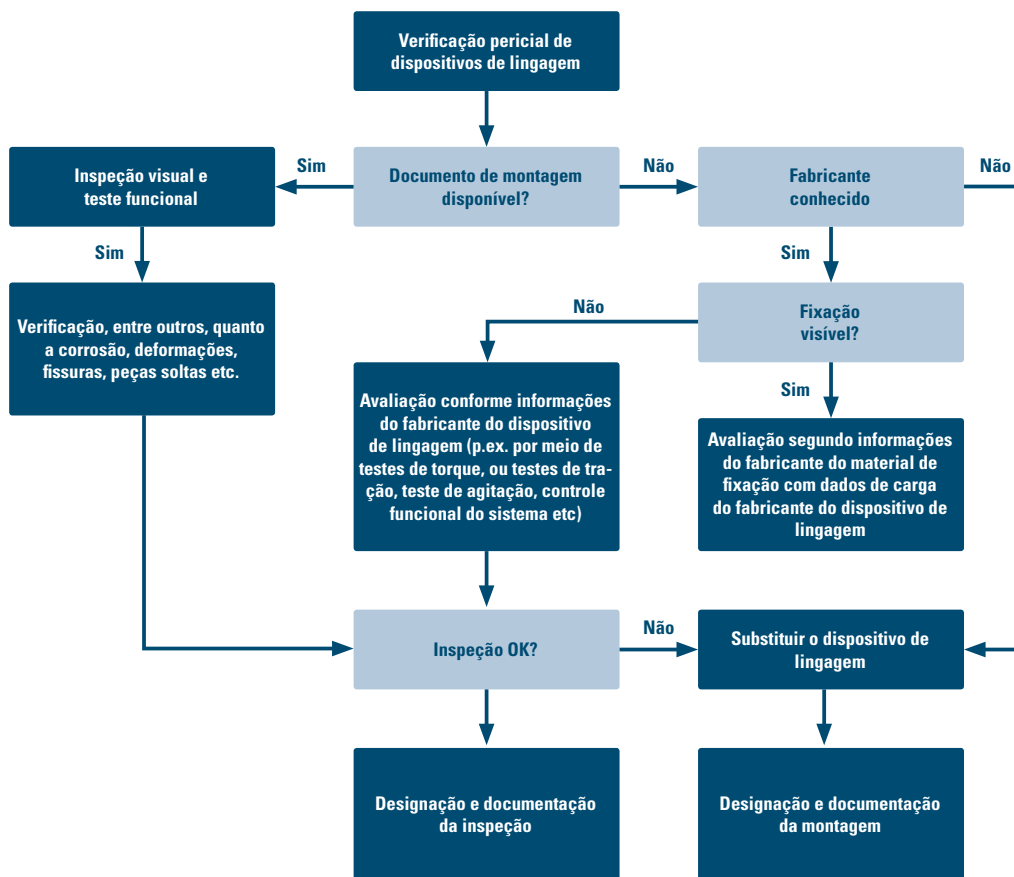 Verificação pericial de
dispositivos de lingagem
Inspeção visual e
teste funcional
Sim
Documento de montagem
disponível?
Não
Fabricante
conhecido
Não
Sim
Sim
Verificação, entre outros, quanto
a corrosão, deformações,
fissuras, peças soltas etc.
Não
Fixação
visível?
Sim
Avaliação conforme informações
do fabricante do dispositivo
de lingagem (p.ex. por meio de
testes de torque, ou testes de tra-
ção, teste de agitação, controle
funcional do sistema etc)
Avaliação segundo informações
do fabricante do material de
fixação com dados de carga
do fabricante do dispositivo de
lingagem
Inspeção OK?
Não
Substituir o dispositivo de
lingagem
Designação e documentação
da inspeção
Designação e documentação
da montagem